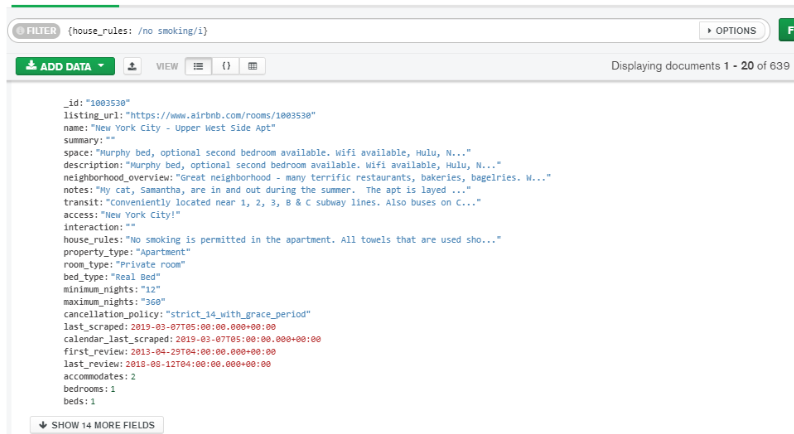 FILTER {house_rules: /no smoking/i} OPTIONS F
ADD DATA VIEW {} Displaying documents 1 - 20 of 639
_id: "1003530"
listing_url: "https://www.airbnb.com/rooms/1003530"
name: "New York City - Upper West Side Apt"
summary: ""
space: "Murphy bed, optional second bedroom available. Wifi available, Hulu, N..."
description: "Murphy bed, optional second bedroom available. Wifi available, Hulu, N..."
neighborhood_overview: "Great neighborhood - many terrific restaurants, bakeries, bagelries. W..."
notes: "My cat, Samantha, are in and out during the summer.  The apt is layed ..."
transit: "Conveniently located near 1, 2, 3, B & C subway lines. Also buses on C..."
access: "New York City!"
interaction: ""
house_rules: "No smoking is permitted in the apartment. All towels that are used sho..."
property_type: "Apartment"
room_type: "Private room"
bed_type: "Real Bed"
minimum_nights: "12"
maximum_nights: "360"
cancellation_policy: "strict_14_with_grace_period"
last_scraped: 2019-03-07T05:00:00.000+00:00
calendar_last_scraped: 2019-03-07T05:00:00.000+00:00
first_review: 2013-04-29T04:00:00.000+00:00
last_review: 2018-08-12T04:00:00.000+00:00
accommodates: 2
bedrooms: 1
beds: 1
SHOW 14 MORE FIELDS